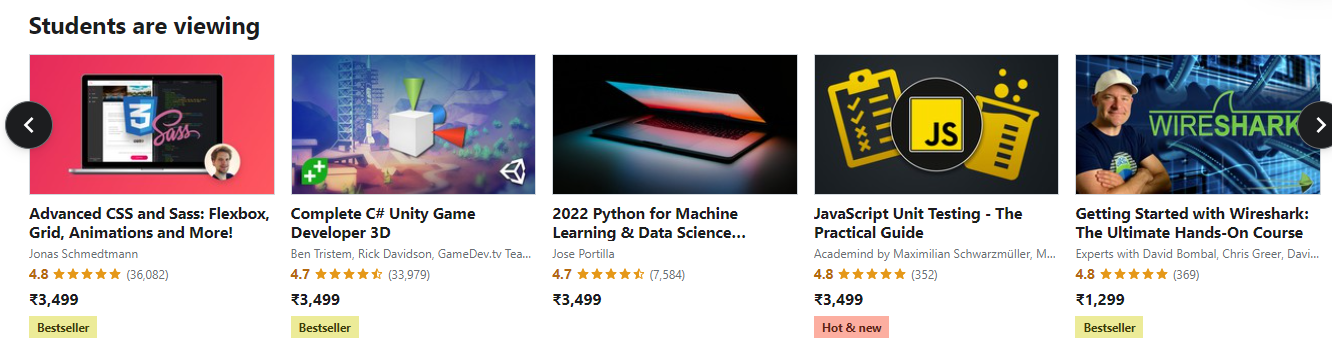 Students are viewing
3
Sass
JS
WIRESHARK
Advanced CSS and Sass: Flexbox,
Grid, Animations and More!
Jonas Schmedtmann
4.8 (36,082)
₹3,499
Bestseller
Complete C# Unity Game
Developer 3D
Ben Tristem, Rick Davidson, GameDev.tv Tea...
4.7 (33,979)
₹3,499
Bestseller
2022 Python for Machine
Learning & Data Science...
Jose Portilla
4.7 (7,584)
₹3,499
JavaScript Unit Testing - The
Practical Guide
Academind by Maximilian Schwarzmüller, M...
4.8 (352)
₹3,499
Hot & new
Getting Started with Wireshark:
The Ultimate Hands-On Course
Experts with David Bombal, Chris Greer, Davi...
4.8 (369)
₹1,299
Bestseller